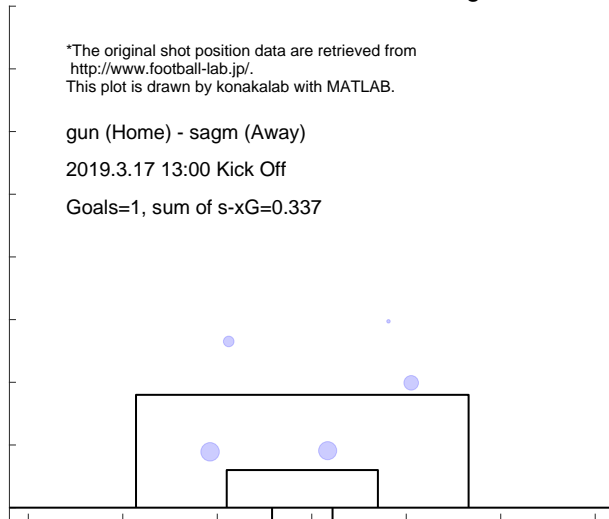 *The original shot position data are retrieved from
http://www.football-lab.jp/.
This plot is drawn by konakalab with MATLAB.
gun (Home) - sagm (Away)
2019.3.17 13:00 Kick Off
Goals=1, sum of s-xG=0.337